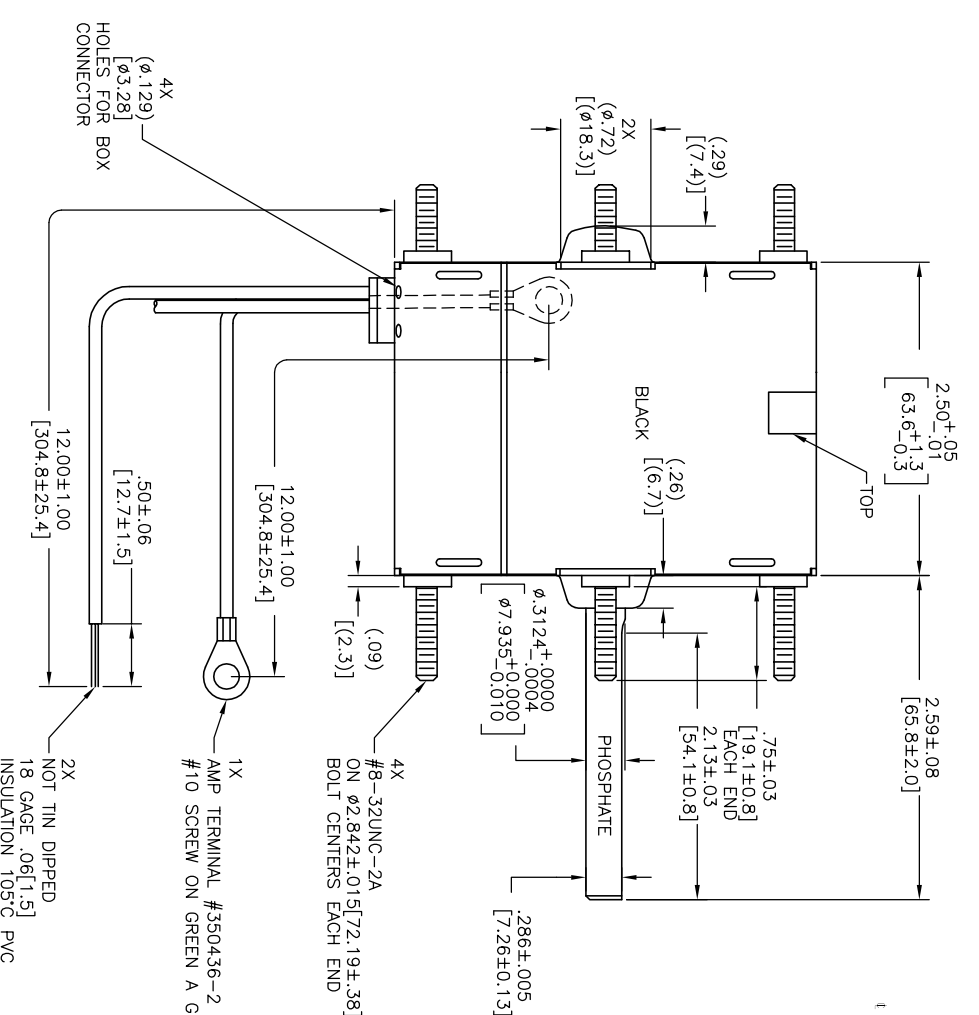 4X
(ø.129)
[ø3.28]
HOLES FOR BOX
CONNECTOR
2X
(ø.72)
[(ø18.3)]
(.29)
[(7.4)]
2.50+.05
-.01
[63.6+1.3
-0.3]
TOP
BLACK
(.26)
[(6.7)]
2.59±.08
[65.8±2.0]
.75±.03
[19.1±0.8]
EACH END
2.13±.03
[54.1±0.8]
PHOSPHATE
.286±.005
[7.26±0.13]
ø.3124+.0000
-.0004
[ø7.935+0.000
-0.010]
(.09)
[(2.3)]
12.00±1.00
[304.8±25.4]
.50±.06
[12.7±1.5]
12.00±1.00
[304.8±25.4]
4X
#8-32UNC-2A
ON ø2.842±.015[72.19±.38]
BOLT CENTERS EACH END
1X
AMP TERMINAL #350436-2
#10 SCREW ON GREEN A G
2X
NOT TIN DIPPED
18 GAGE .06[1.5]
INSULATION 105°C PVC